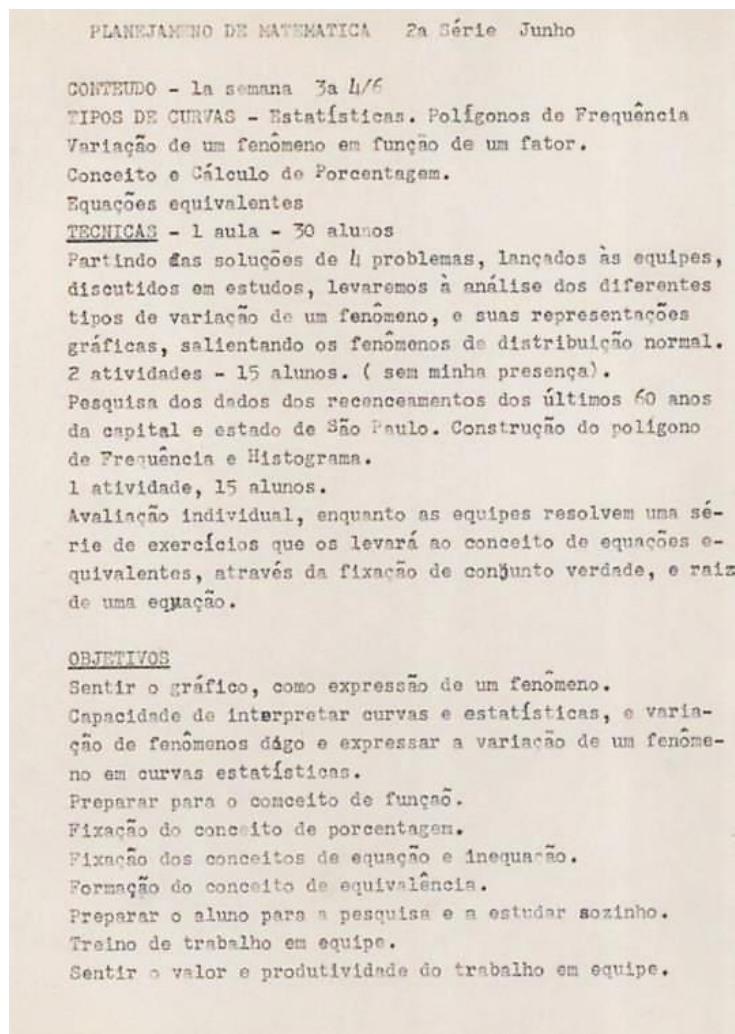 PLANEJAMENO DE MATEMATICA 2a Série Junho
CONTEUDO - 1a semana 3a 4/6
TIPOS DE CURVAS - Estatísticas. Polígonos de Frequência
Variação de um fenômeno em função de um fator.
Conceito e Cálculo de Porcentagem.
Equações equivalentes
TECNICAS - 1 aula - 30 alunos
Partindo das soluções de 4 problemas, lançados às equipes,
discutidos em estudos, levaremos à análise dos diferentes
tipos de variação de um fenômeno, e suas representações
gráficas, salientando os fenômenos de distribuição normal.
2 atividades - 15 alunos. ( sem minha presença).
Pesquisa dos dados dos recenceamentos dos últimos 60 anos
da capital e estado de São Paulo. Construção do polígono
de Frequência e Histograma.
1 atividade, 15 alunos.
Avaliação individual, enquanto as equipes resolvem uma sé-
rie de exercícios que os levará ao conceito de equações e-
quivalentes, através da fixação de conjunto verdade, e raiz
de uma equação.
OBJETIVOS
Sentir o gráfico, como expressão de um fenômeno.
Capacidade de interpretar curvas e estatísticas, e varia-
ção de fenômenos dígo e expressar a variação de um fenôme-
no em curvas estatísticas.
Preparar para o comceito de funçaõ.
Fixação do conceito de porcentagem.
Fixação dos conceitos de equação e inequação.
Formação do conceito de equivalência.
Preparar o aluno para a pesquisa e a estudar sozinho.
Treino de trabalho em equipe.
Sentir o valor e produtividade do trabalho em equipe.